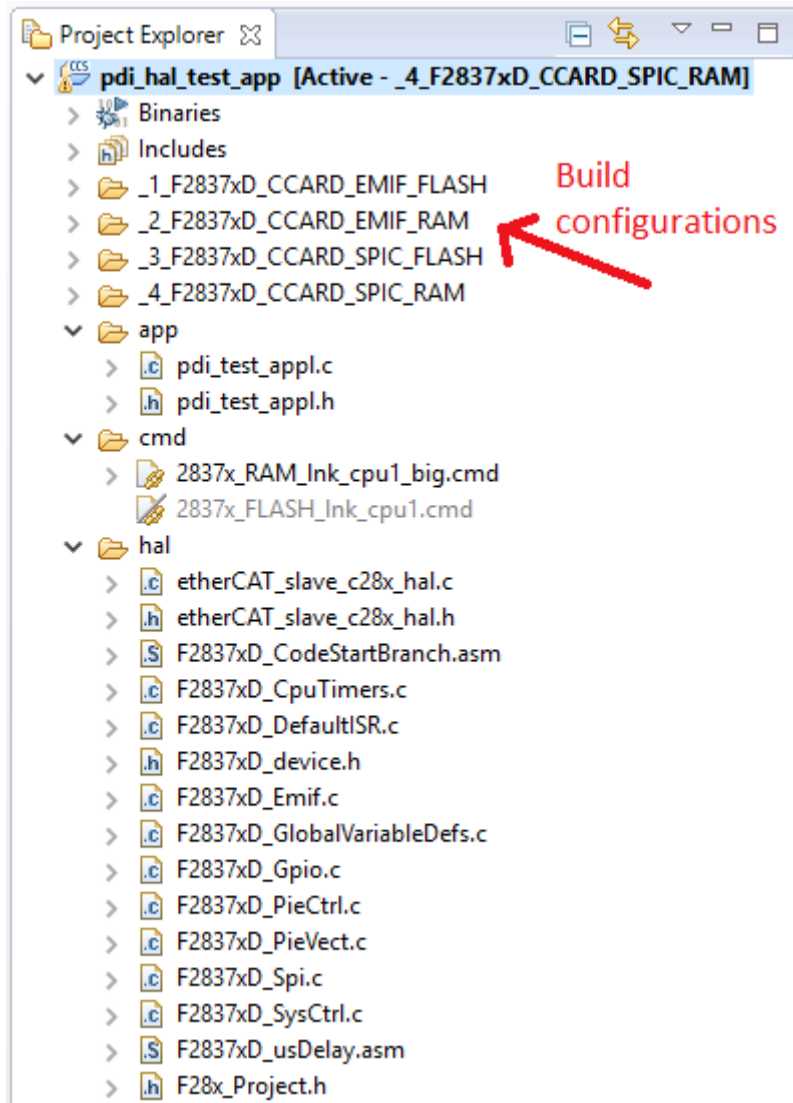 Project Explorer
pdi_hal_test_app [Active - _4_F2837xD_CCARD_SPIC_RAM]
Binaries
Includes
_1_F2837xD_CCARD_EMIF_FLASH
_2_F2837xD_CCARD_EMIF_RAM
_3_F2837xD_CCARD_SPIC_FLASH
_4_F2837xD_CCARD_SPIC_RAM
Build
configurations
app
pdi_test_appl.c
pdi_test_appl.h
cmd
2837x_RAM_lnk_cpu1_big.cmd
2837x_FLASH_lnk_cpu1.cmd
hal
etherCAT_slave_c28x_hal.c
etherCAT_slave_c28x_hal.h
F2837xD_CodeStartBranch.asm
F2837xD_CpuTimers.c
F2837xD_DefaultISR.c
F2837xD_device.h
F2837xD_Emif.c
F2837xD_GlobalVariableDefs.c
F2837xD_Gpio.c
F2837xD_PieCtrl.c
F2837xD_PieVect.c
F2837xD_Spi.c
F2837xD_SysCtrl.c
F2837xD_usDelay.asm
F28x_Project.h